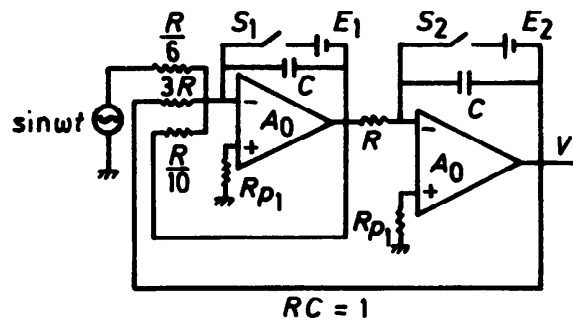 S1 E1
S2 E2
R/6
3R
C
C
sinωt
−
A0
R
−
A0
V
R/10
+
Rp1
+
Rp1
RC = 1